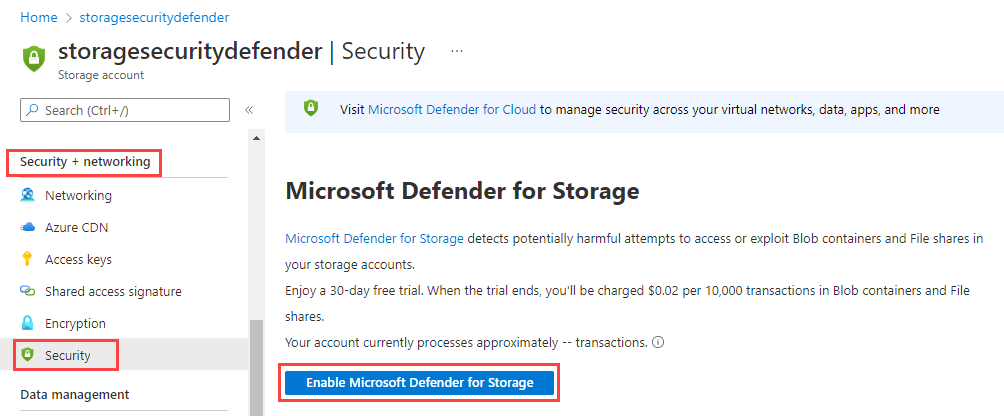 Home > storagesecuritydefender
storagesecuritydefender | Security ...
Storage account
Search (Ctrl+/) «
Visit Microsoft Defender for Cloud to manage security across your virtual networks, data, apps, and more
Security + networking
Networking
Azure CDN
Access keys
Shared access signature
Encryption
Security
Data management
Microsoft Defender for Storage
Microsoft Defender for Storage detects potentially harmful attempts to access or exploit Blob containers and File shares in
your storage accounts.
Enjoy a 30-day free trial. When the trial ends, you'll be charged $0.02 per 10,000 transactions in Blob containers and File
shares.
Your account currently processes approximately -- transactions.
Enable Microsoft Defender for Storage